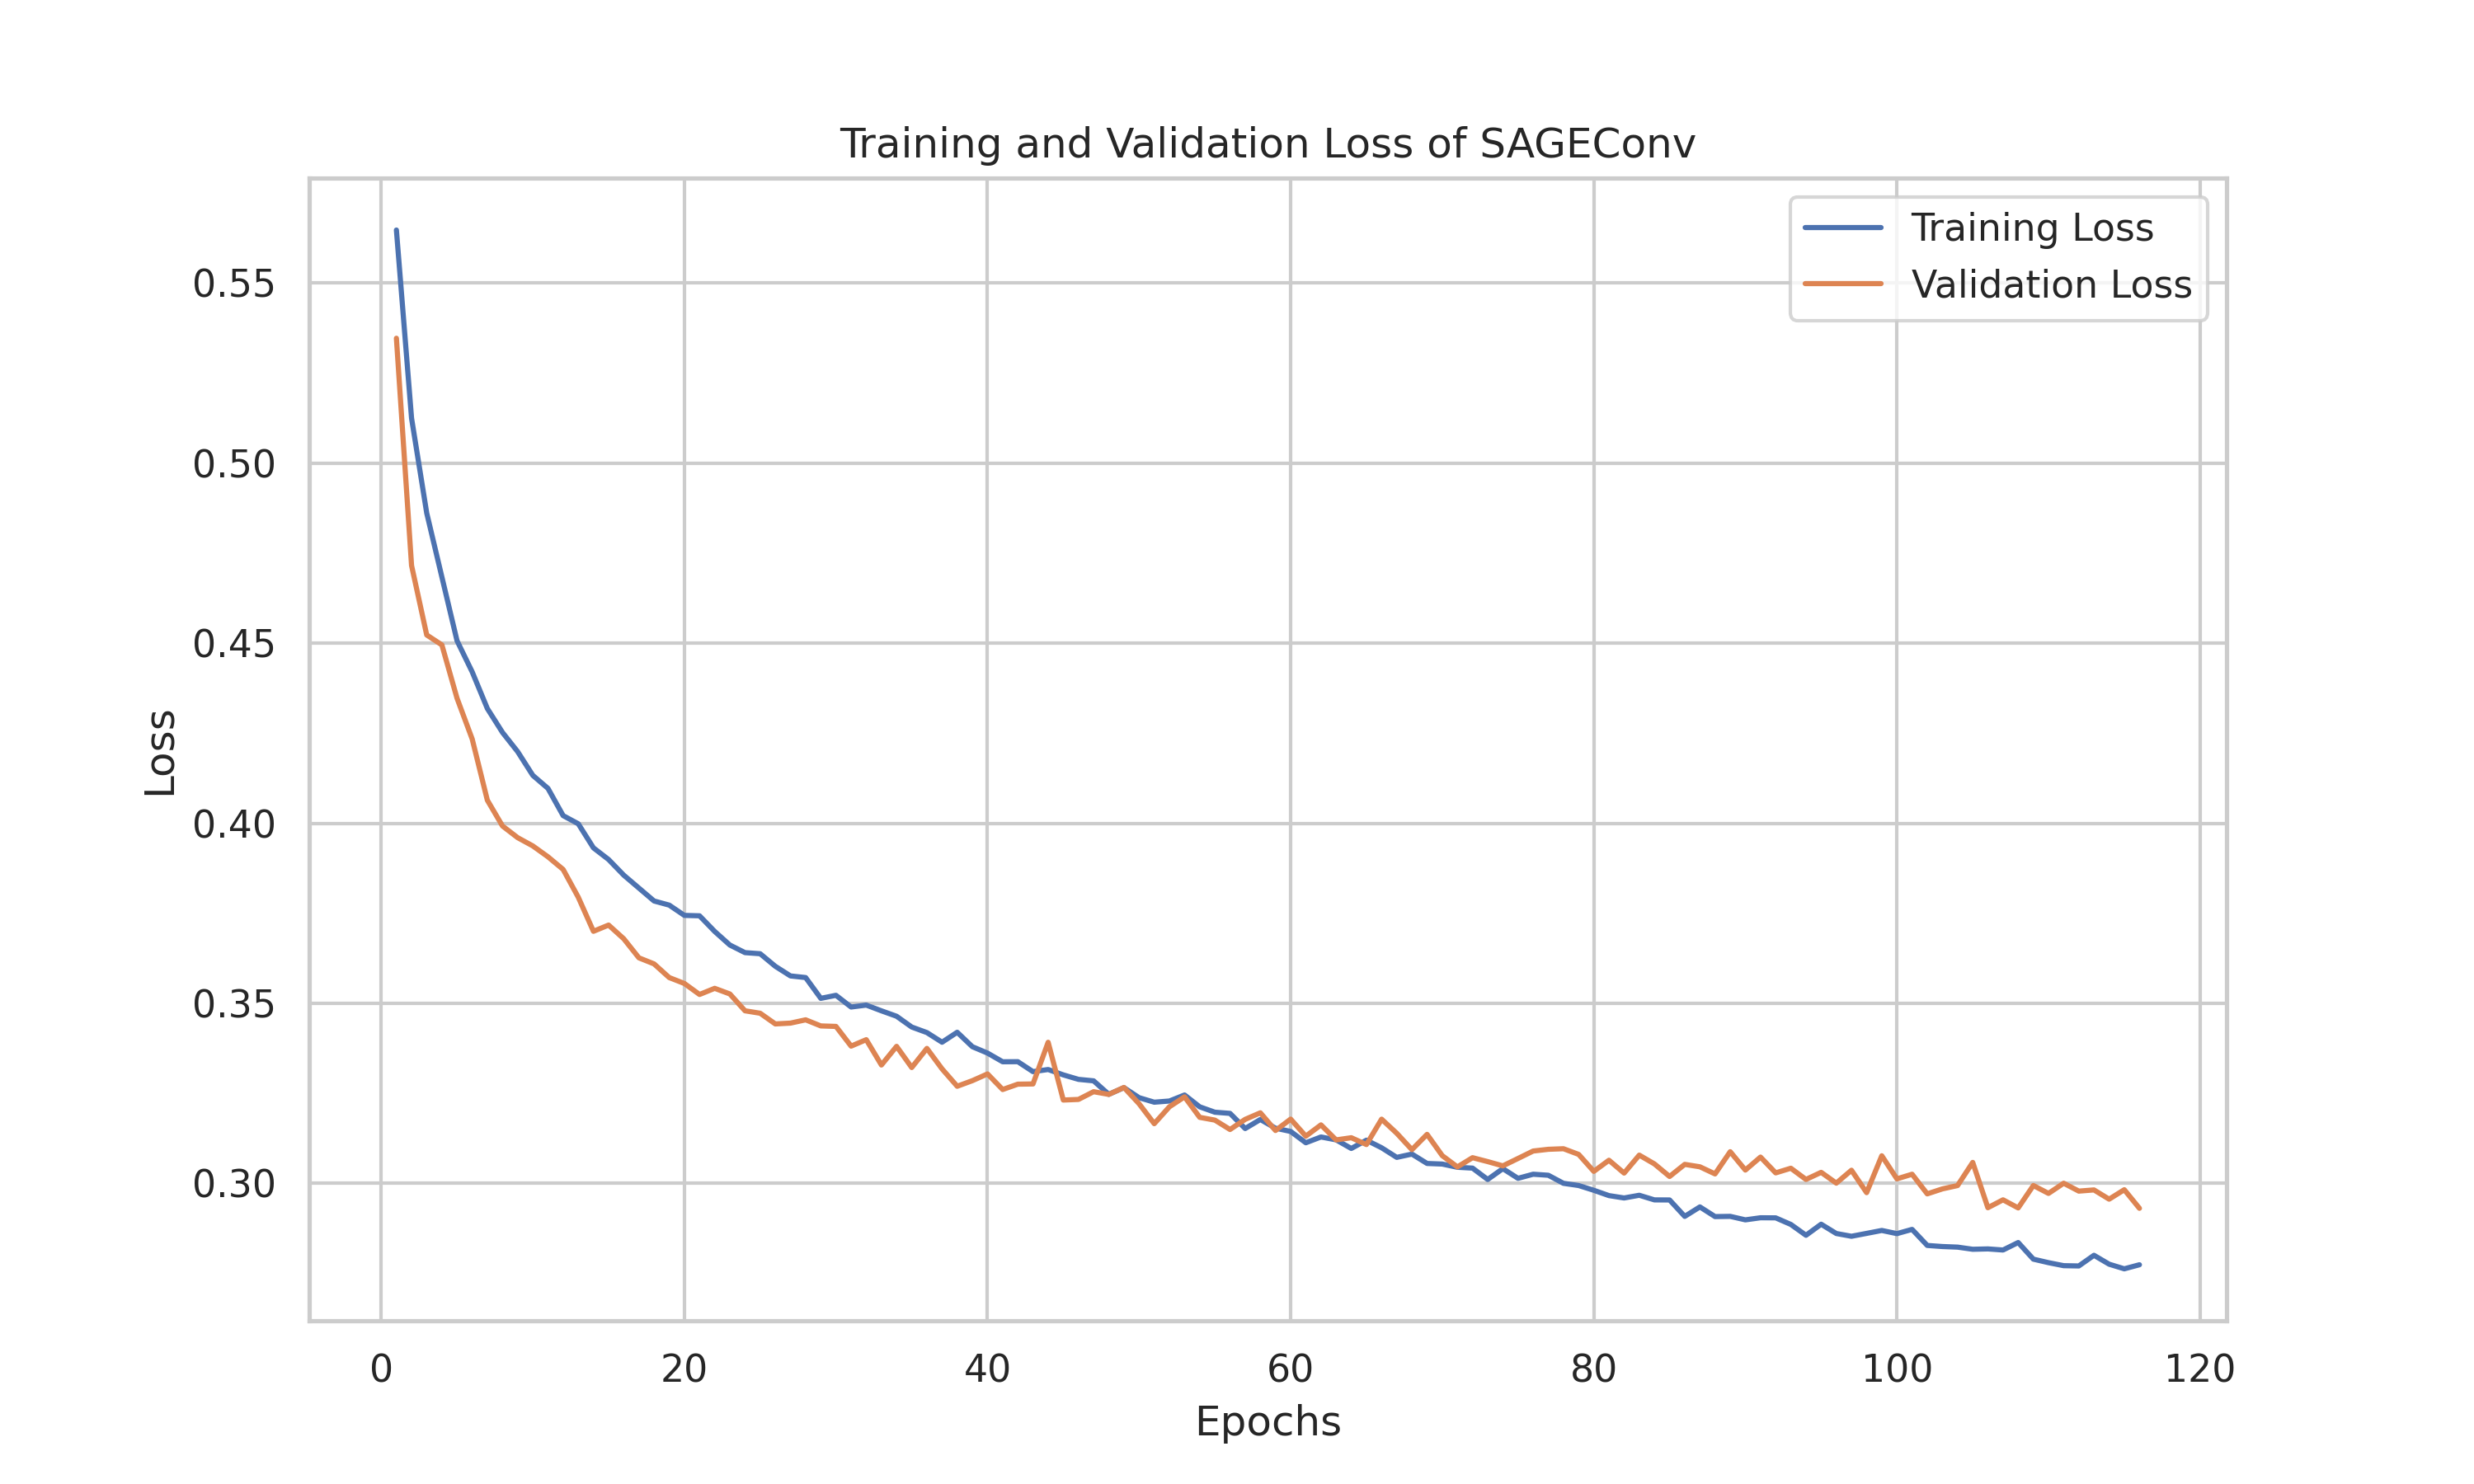 Training and Validation Loss of SAGEConv
Training Loss
Validation Loss
0.55
0.50
0.45
0.40
0.35
0.30
Loss
0 20 40 60 80 100 120
Epochs